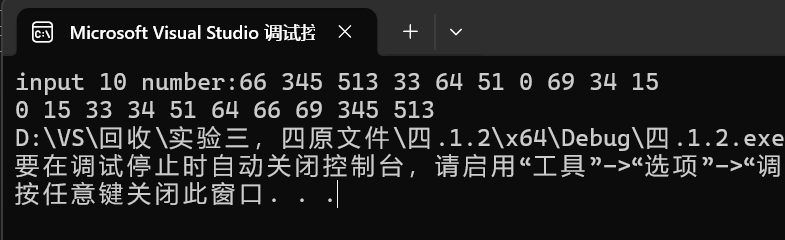 Microsoft Visual Studio 调试控
input 10 number:66 345 513 33 64 51 0 69 34 15
0 15 33 34 51 64 66 69 345 513
D:\VS\回收\实验三，四原文件\四.1.2\x64\Debug\四.1.2.exe
要在调试停止时自动关闭控制台，请启用“工具”->“选项”->“调
按任意键关闭此窗口. . .